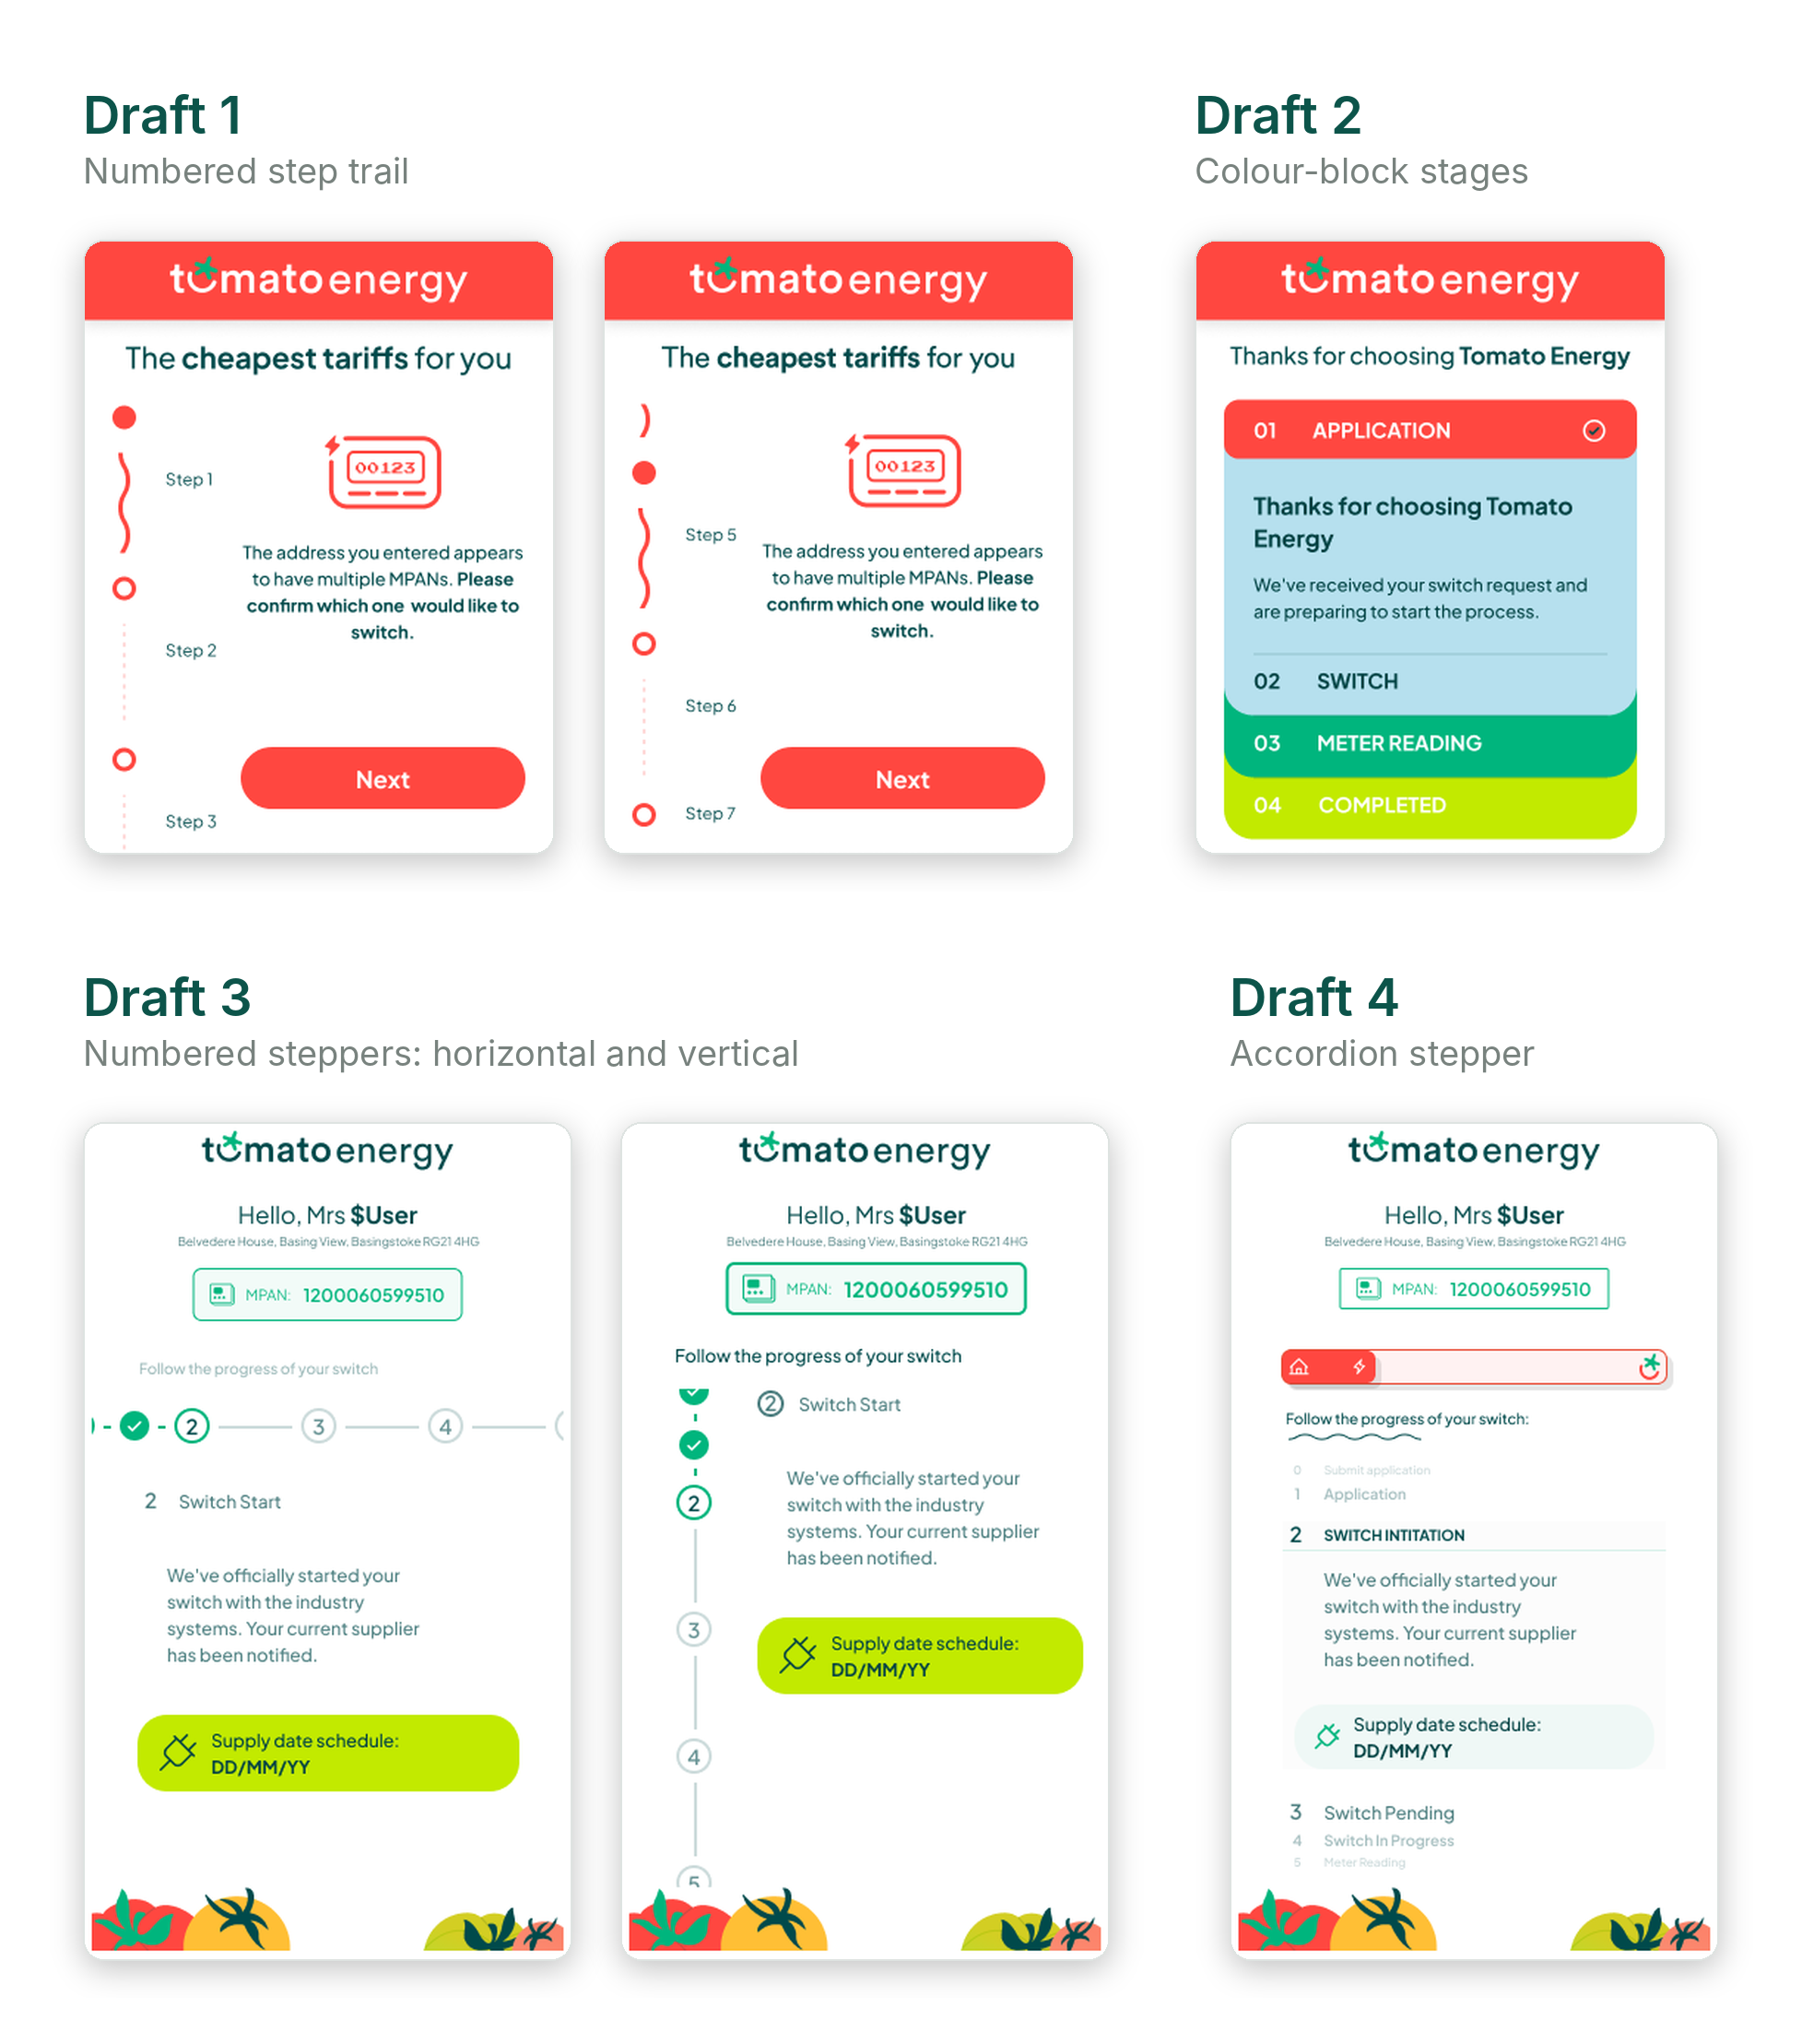 Draft 1
Numbered step trail
tomato energy
The cheapest tariffs for you
Step 1
Step 2
Step 3
00123
The address you entered appears
to have multiple MPANs. Please
confirm which one would like to
switch.
Next
tomato energy
The cheapest tariffs for you
Step 5
Step 6
Step 7
00123
The address you entered appears
to have multiple MPANs. Please
confirm which one would like to
switch.
Next
Draft 2
Colour-block stages
tomato energy
Thanks for choosing Tomato Energy
01 APPLICATION
Thanks for choosing Tomato
Energy
We've received your switch request and
are preparing to start the process.
02 SWITCH
03 METER READING
04 COMPLETED
Draft 3
Numbered steppers: horizontal and vertical
tomato energy
Hello, Mrs $User
Belvedere House, Basing View, Basingstoke RG21 4HG
MPAN: 1200060599510
Follow the progress of your switch
2 3 4
2 Switch Start
We've officially started your
switch with the industry
systems. Your current supplier
has been notified.
Supply date schedule:
DD/MM/YY
tomato energy
Hello, Mrs $User
Belvedere House, Basing View, Basingstoke RG21 4HG
MPAN: 1200060599510
Follow the progress of your switch
2 Switch Start
2
3
4
5
We've officially started your
switch with the industry
systems. Your current supplier
has been notified.
Supply date schedule:
DD/MM/YY
Draft 4
Accordion stepper
tomato energy
Hello, Mrs $User
Belvedere House, Basing View, Basingstoke RG21 4HG
MPAN: 1200060599510
Follow the progress of your switch:
0 Submit application
1 Application
2 SWITCH INTITATION
We've officially started your
switch with the industry
systems. Your current supplier
has been notified.
Supply date schedule:
DD/MM/YY
3 Switch Pending
4 Switch In Progress
5 Meter Reading